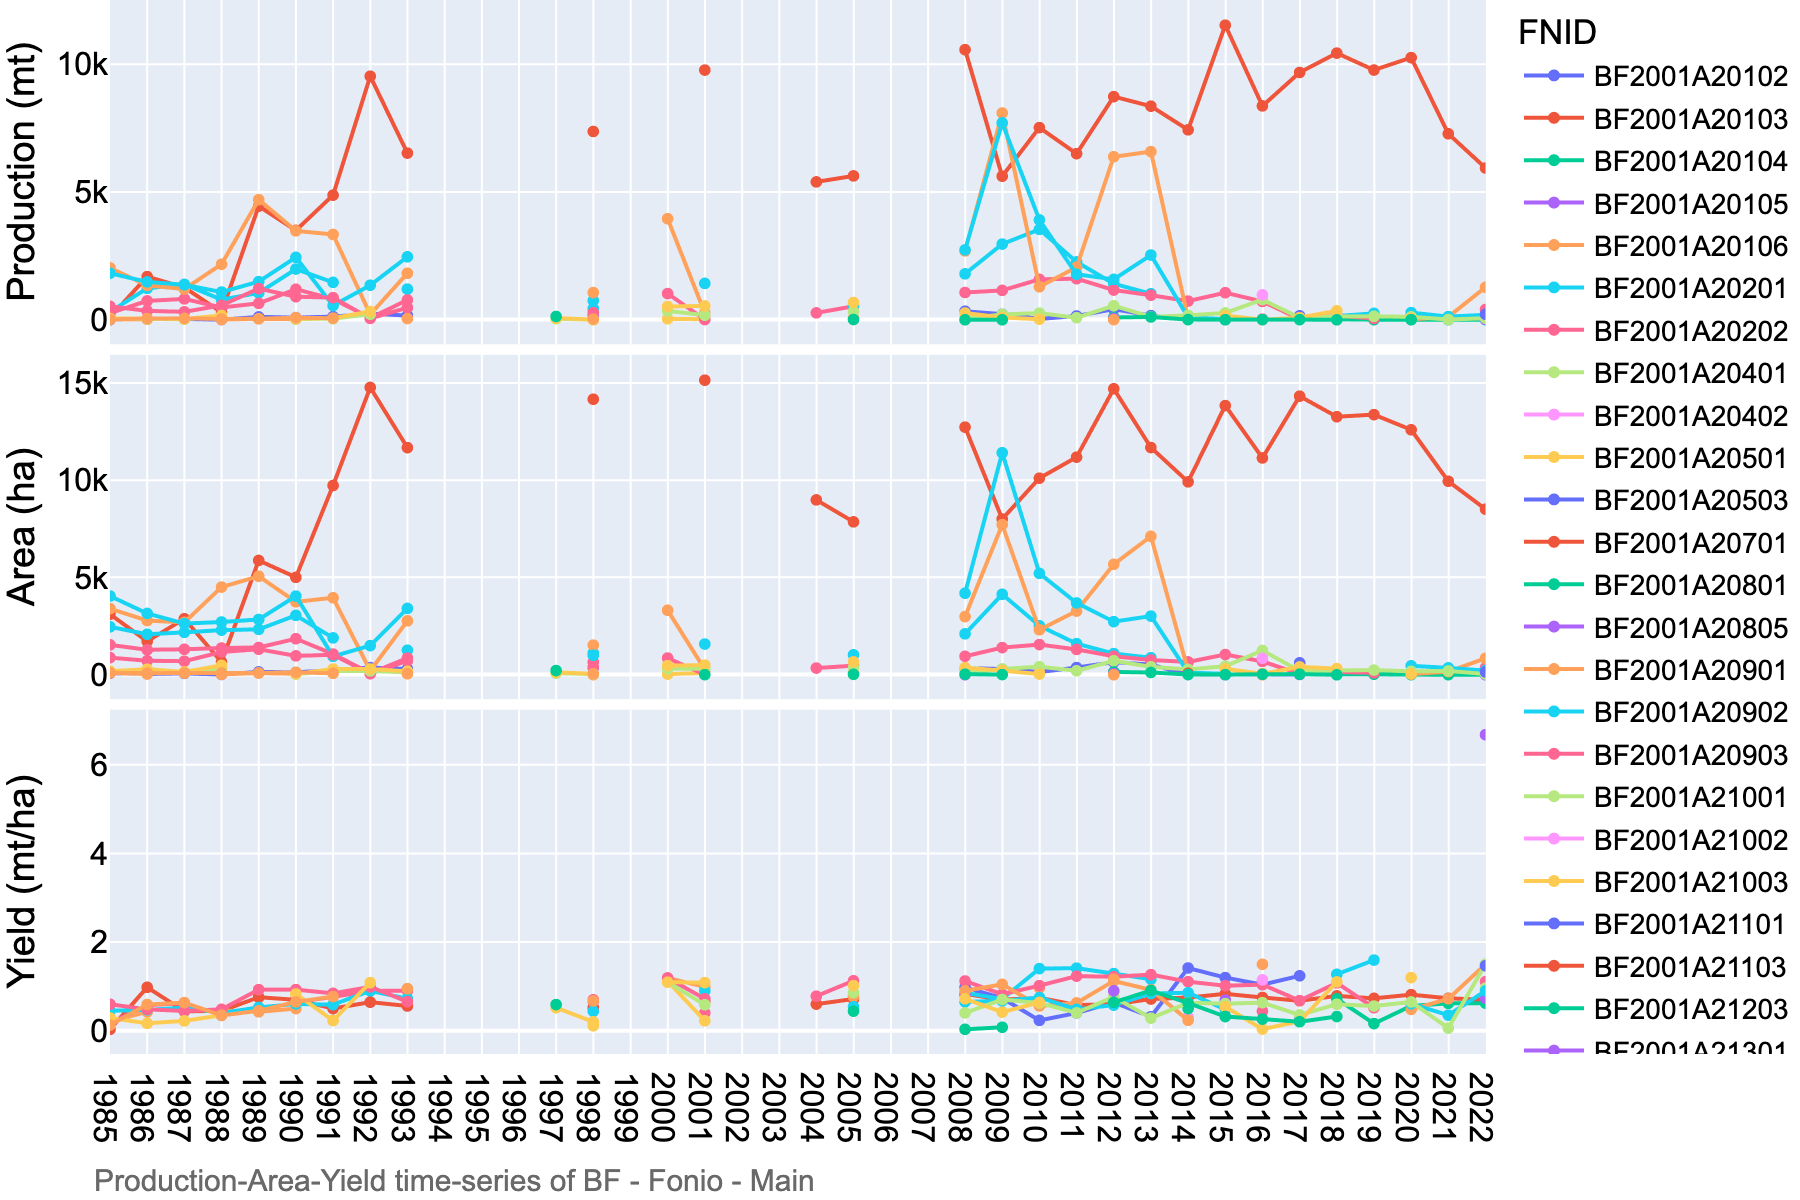 Production (mt)
10k
5k
0
Area (ha)
15k
10k
5k
0
Yield (mt/ha)
6
4
2
0
1985
1986
1987
1988
1989
1990
1991
1992
1993
1994
1995
1996
1997
1998
1999
2000
2001
2002
2003
2004
2005
2006
2007
2008
2009
2010
2011
2012
2013
2014
2015
2016
2017
2018
2019
2020
2021
2022
Production-Area-Yield time-series of BF - Fonio - Main
FNID
BF2001A20102
BF2001A20103
BF2001A20104
BF2001A20105
BF2001A20106
BF2001A20201
BF2001A20202
BF2001A20401
BF2001A20402
BF2001A20501
BF2001A20503
BF2001A20701
BF2001A20801
BF2001A20805
BF2001A20901
BF2001A20902
BF2001A20903
BF2001A21001
BF2001A21002
BF2001A21003
BF2001A21101
BF2001A21103
BF2001A21203
BF2001A21301